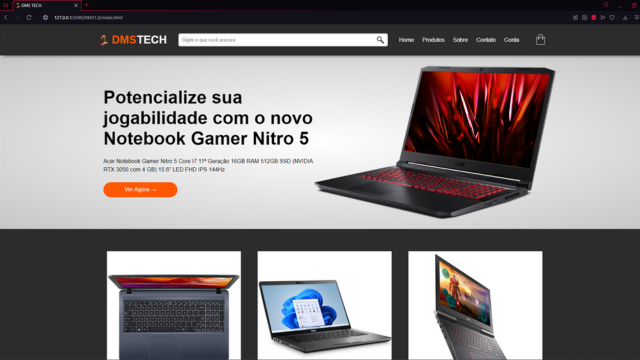 DMSTECH
127.0.0.1:5500/DMS1.0/index.html
DMSTECH
Digite o que você procura
Home Produtos Sobre Contato Conta
Potencialize sua
jogabilidade com o novo
Notebook Gamer Nitro 5
Acer Notebook Gamer Nitro 5 Core I7 11ª Geração 16GB RAM 512GB SSD (NVIDIA
RTX 3050 com 4 GB) 15.6" LED FHD IPS 144Hz
Ver Agora →